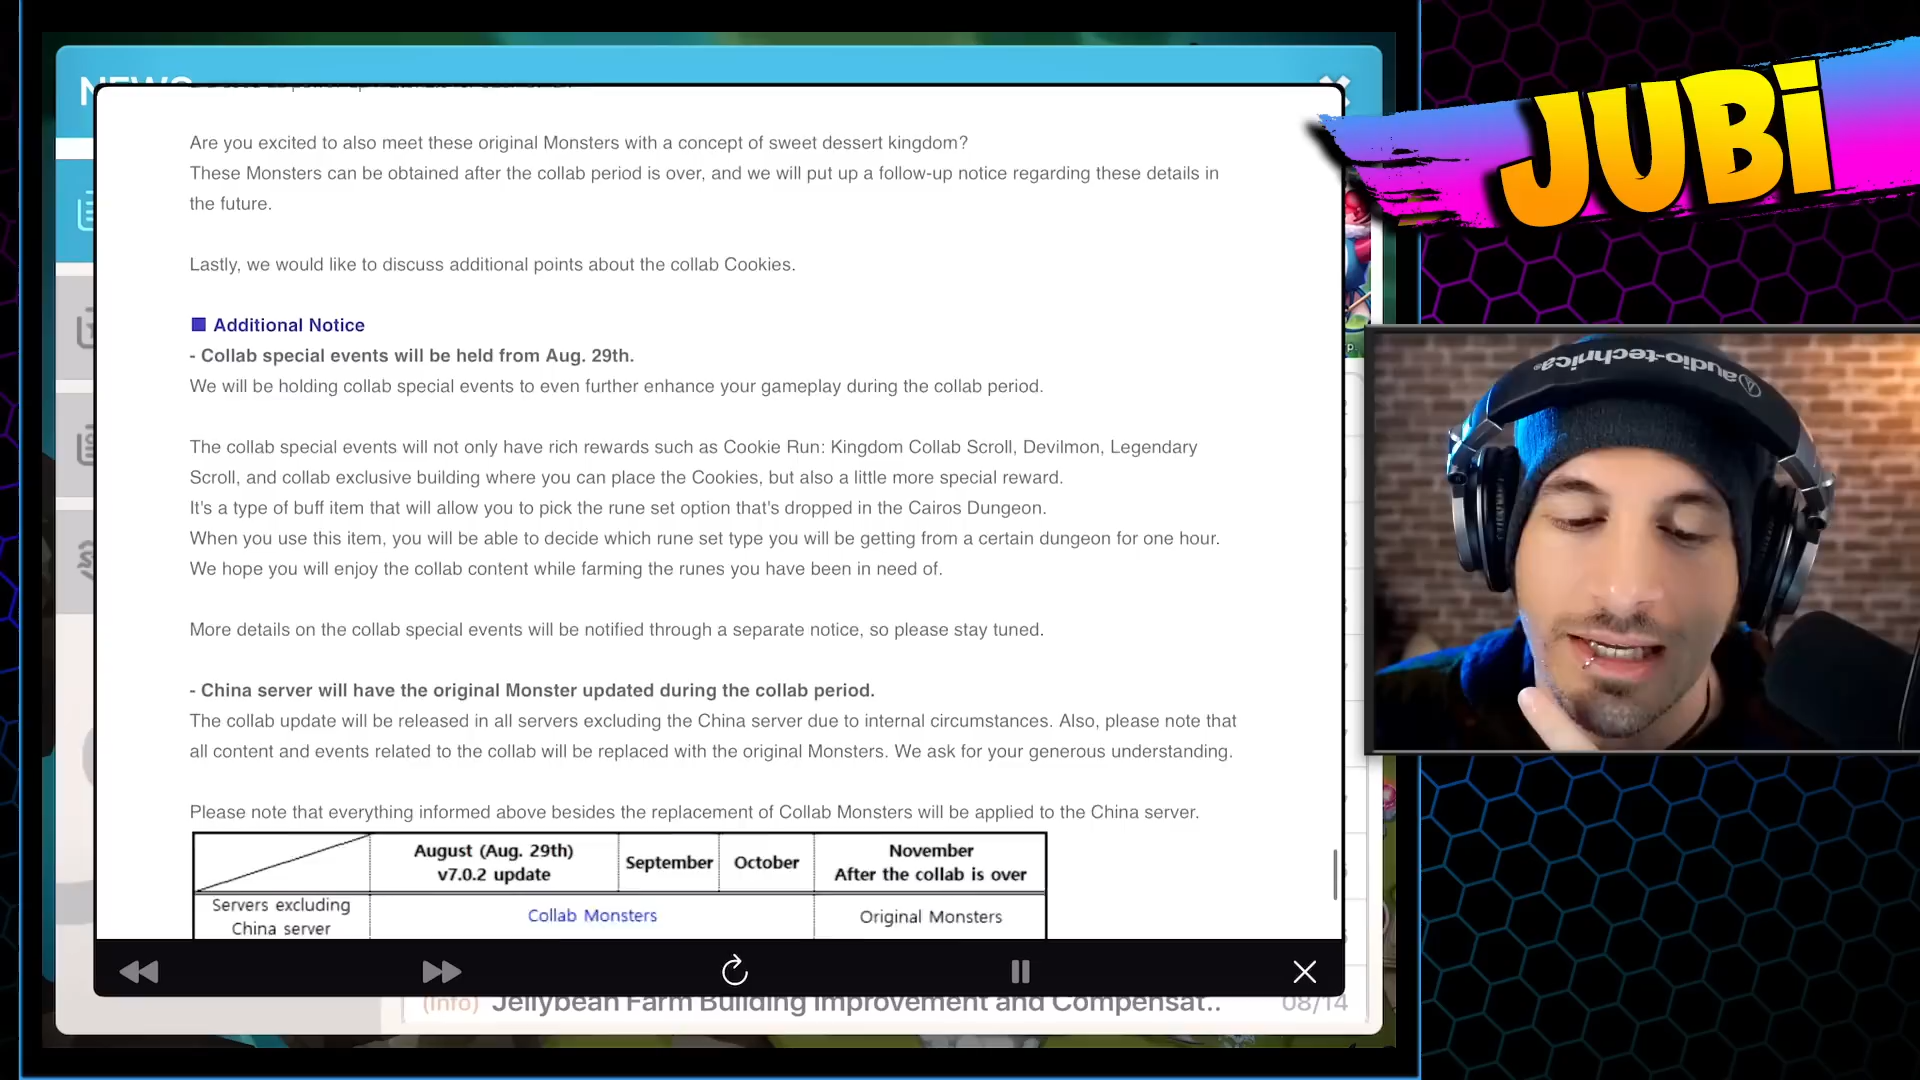 NEWS
JUBi
Are you excited to also meet these original Monsters with a concept of sweet dessert kingdom?
These Monsters can be obtained after the collab period is over, and we will put up a follow-up notice regarding these details in
the future.
Lastly, we would like to discuss additional points about the collab Cookies.
■ Additional Notice
- Collab special events will be held from Aug. 29th.
We will be holding collab special events to even further enhance your gameplay during the collab period.
The collab special events will not only have rich rewards such as Cookie Run: Kingdom Collab Scroll, Devilmon, Legendary
Scroll, and collab exclusive building where you can place the Cookies, but also a little more special reward.
It's a type of buff item that will allow you to pick the rune set option that's dropped in the Cairos Dungeon.
When you use this item, you will be able to decide which rune set type you will be getting from a certain dungeon for one hour.
We hope you will enjoy the collab content while farming the runes you have been in need of.
More details on the collab special events will be notified through a separate notice, so please stay tuned.
- China server will have the original Monster updated during the collab period.
The collab update will be released in all servers excluding the China server due to internal circumstances. Also, please note that
all content and events related to the collab will be replaced with the original Monsters. We ask for your generous understanding.
Please note that everything informed above besides the replacement of Collab Monsters will be applied to the China server.
August (Aug. 29th)
v7.0.2 update
September
October
November
After the collab is over
Servers excluding
China server
Collab Monsters
Original Monsters
(Info) Jellybean Farm Building Improvement and Compensat.. 08/14
audio-technica